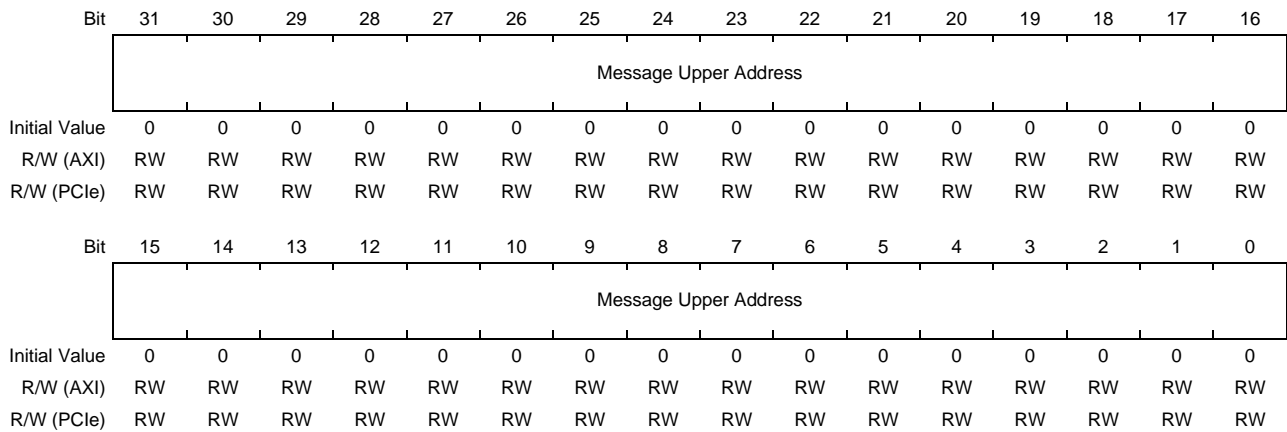 Bit 31 30 29 28 27 26 25 24 23 22 21 20 19 18 17 16
Message Upper Address
Initial Value 0 0 0 0 0 0 0 0 0 0 0 0 0 0 0 0
R/W (AXI) RW RW RW RW RW RW RW RW RW RW RW RW RW RW RW RW
R/W (PCIe) RW RW RW RW RW RW RW RW RW RW RW RW RW RW RW RW
Bit 15 14 13 12 11 10 9 8 7 6 5 4 3 2 1 0
Message Upper Address
Initial Value 0 0 0 0 0 0 0 0 0 0 0 0 0 0 0 0
R/W (AXI) RW RW RW RW RW RW RW RW RW RW RW RW RW RW RW RW
R/W (PCIe) RW RW RW RW RW RW RW RW RW RW RW RW RW RW RW RW